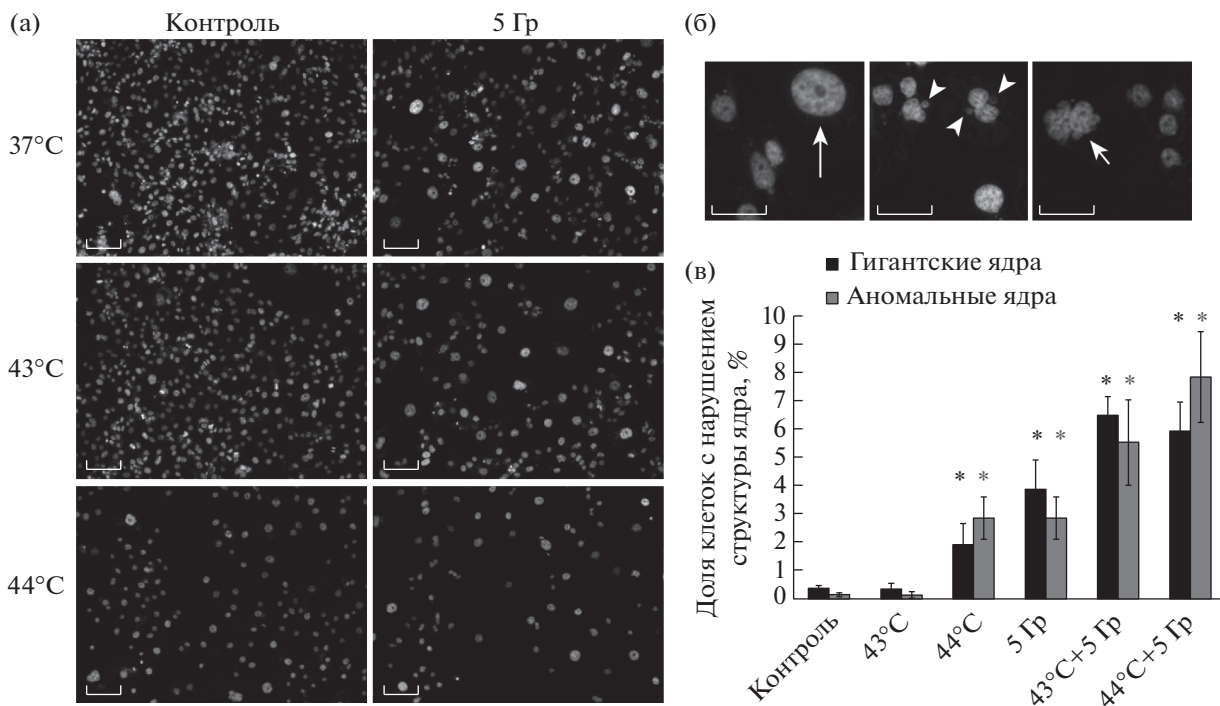 (а)
Контроль
5 Гр
37°C
43°C
44°C
(б)
(в)
Гигантские ядра
Аномальные ядра
Доля клеток с нарушением
структуры ядра, %
10
9
8
7
6
5
4
3
2
1
0
* *
* *
* *
* *
Контроль
43°C
44°C
5 Гр
43°C+5 Гр
44°C+5 Гр